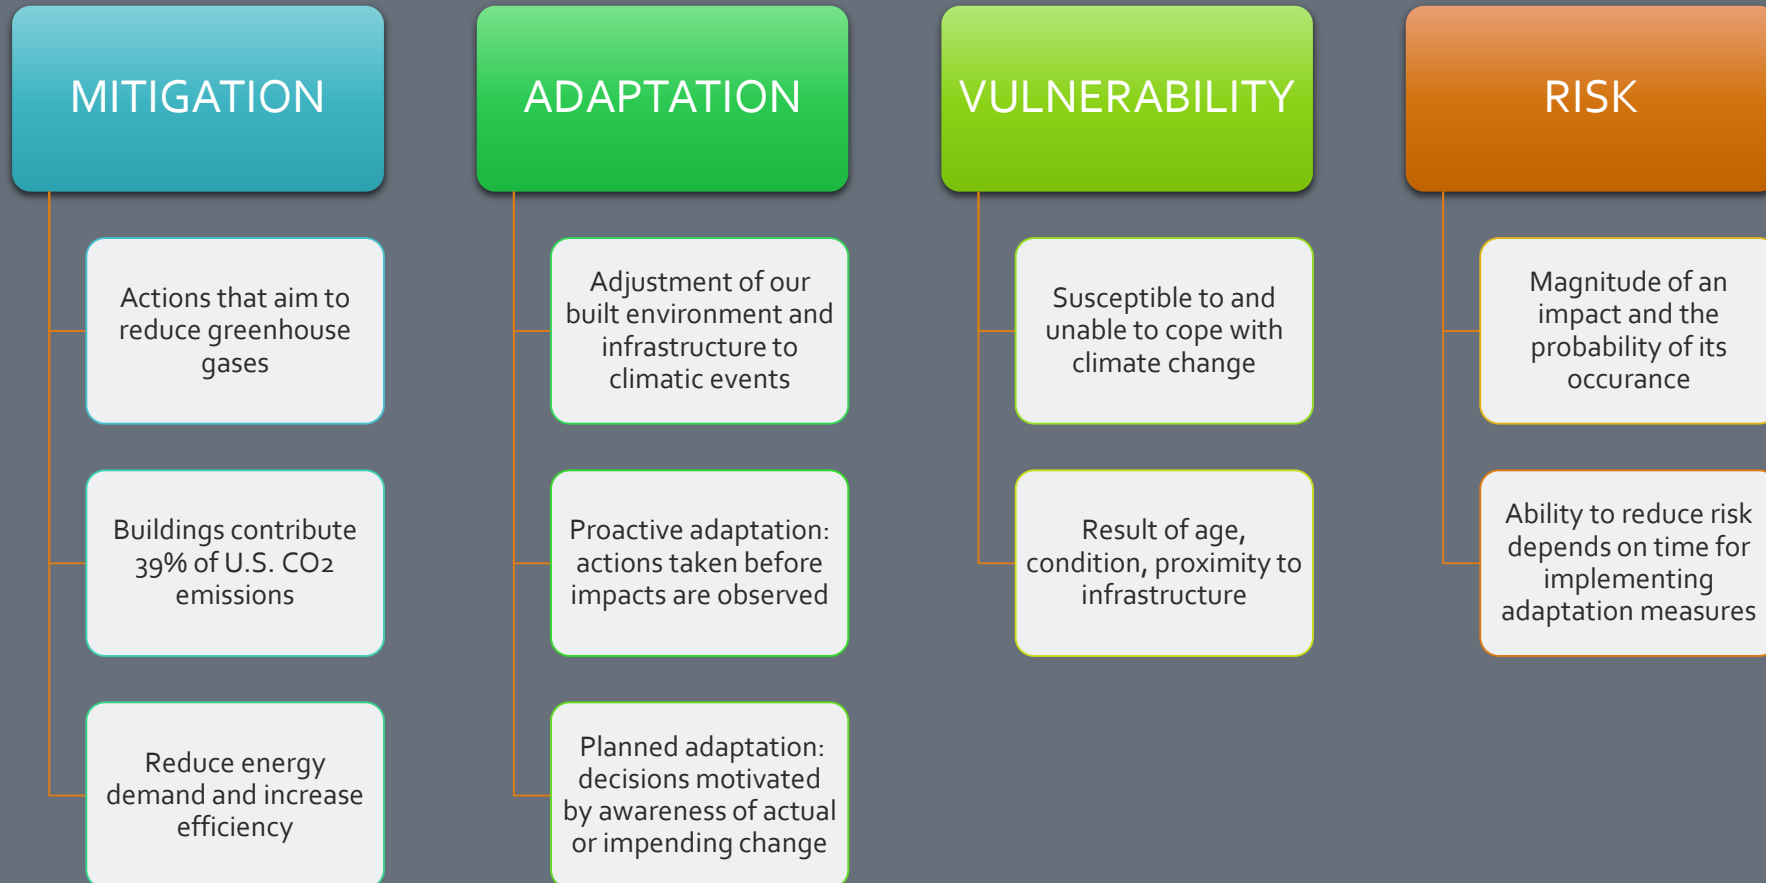 MITIGATION
Actions that aim to
reduce greenhouse
gases
Buildings contribute
39% of U.S. CO2
emissions
Reduce energy
demand and increase
efficiency
ADAPTATION
Adjustment of our
built environment and
infrastructure to
climatic events
Proactive adaptation:
actions taken before
impacts are observed
Planned adaptation:
decisions motivated
by awareness of actual
or impending change
VULNERABILITY
Susceptible to and
unable to cope with
climate change
Result of age,
condition, proximity to
infrastructure
RISK
Magnitude of an
impact and the
probability of its
occurance
Ability to reduce risk
depends on time for
implementing
adaptation measures